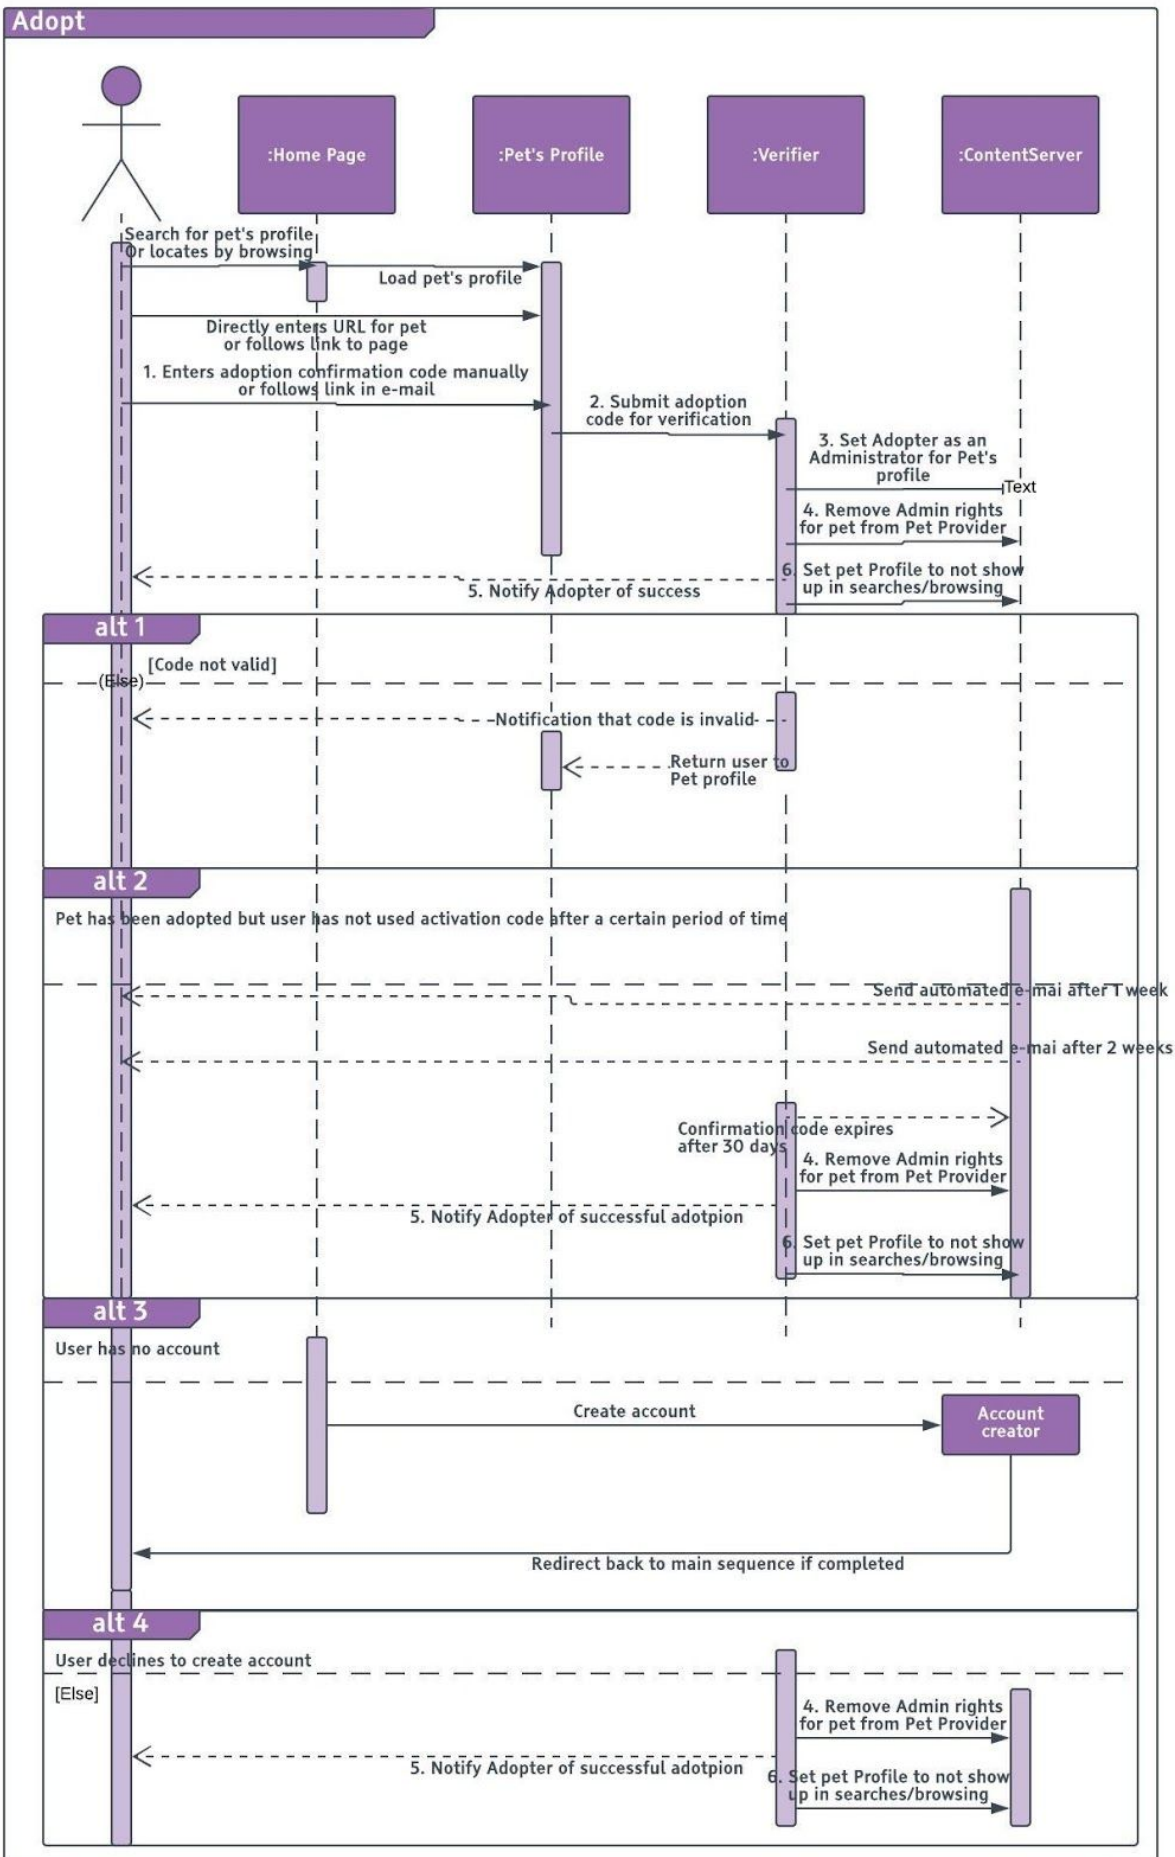 Adopt
:Home Page
:Pet's Profile
:Verifier
:ContentServer
Search for pet's profile
Or locates by browsing
Load pet's profile
Directly enters URL for pet
or follows link to page
1. Enters adoption confirmation code manually
or follows link in e-mail
2. Submit adoption
code for verification
3. Set Adopter as an
Administrator for Pet's
profile
Text
4. Remove Admin rights
for pet from Pet Provider
6. Set pet Profile to not show
up in searches/browsing
5. Notify Adopter of success
alt 1
[Code not valid]
(Else)
Notification that code is invalid
Return user to
Pet profile
alt 2
Pet has been adopted but user has not used activation code after a certain period of time
Send automated e-mai after 1 week
Send automated e-mai after 2 weeks
Confirmation code expires
after 30 days
4. Remove Admin rights
for pet from Pet Provider
5. Notify Adopter of successful adotpion
6. Set pet Profile to not show
up in searches/browsing
alt 3
User has no account
Create account
Account
creator
Redirect back to main sequence if completed
alt 4
User declines to create account
[Else]
4. Remove Admin rights
for pet from Pet Provider
5. Notify Adopter of successful adotpion
6. Set pet Profile to not show
up in searches/browsing